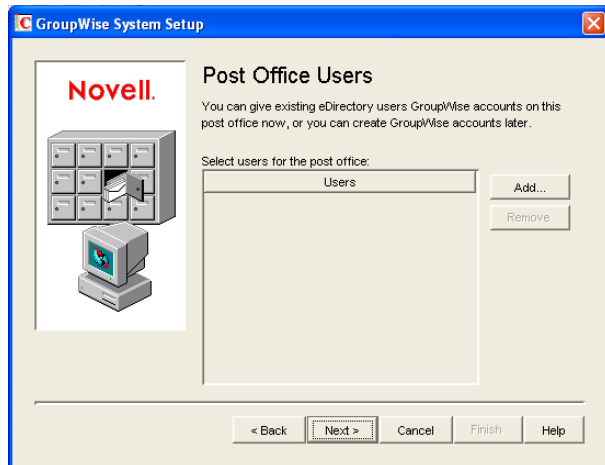 GroupWise System Setup
Novell.
Post Office Users
You can give existing eDirectory users GroupWise accounts on this
post office now, or you can create GroupWise accounts later.
Select users for the post office:
Users
Add...
Remove
< Back
Next >
Cancel
Finish
Help